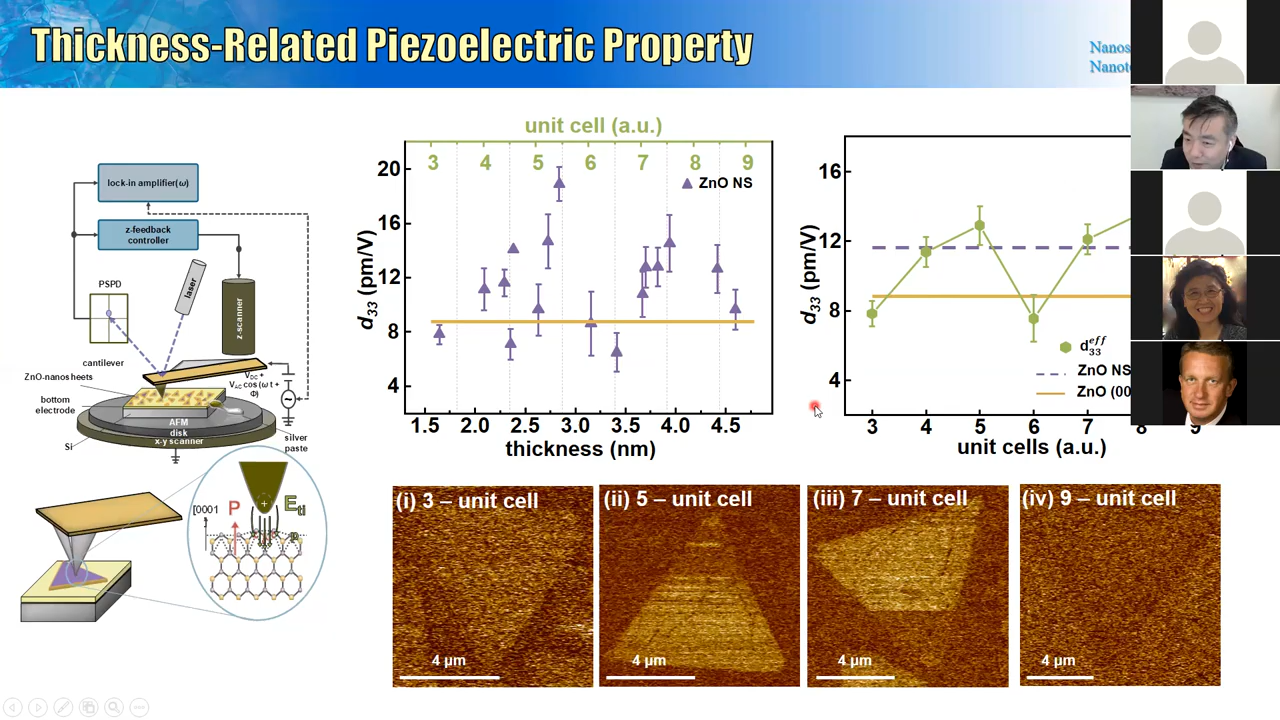 Thickness-Related Piezoelectric Property
Nanos
Nanote
lock-in amplifier(ω)
z-feedback
controller
PSPD
laser
z-scanner
cantilever
ZnO-nanosheets
V_DC +
V_AC cos (ω t +
Φ)
bottom
electrode
AFM
disk
x-y scanner
Si
silver
paste
[0001
P
E
unit cell (a.u.)
3 4 5 6 7 8 9
ZnO NS
20
16
12
8
4
d33 (pm/V)
1.5 2.0 2.5 3.0 3.5 4.0 4.5
thickness (nm)
16
12
8
4
d33 (pm/V)
d33 eff
ZnO NS
ZnO (00
3 4 5 6 7 8 9
unit cells (a.u.)
(i) 3 – unit cell
4 µm
(ii) 5 – unit cell
4 µm
(iii) 7 – unit cell
4 µm
(iv) 9 – unit cell
4 µm